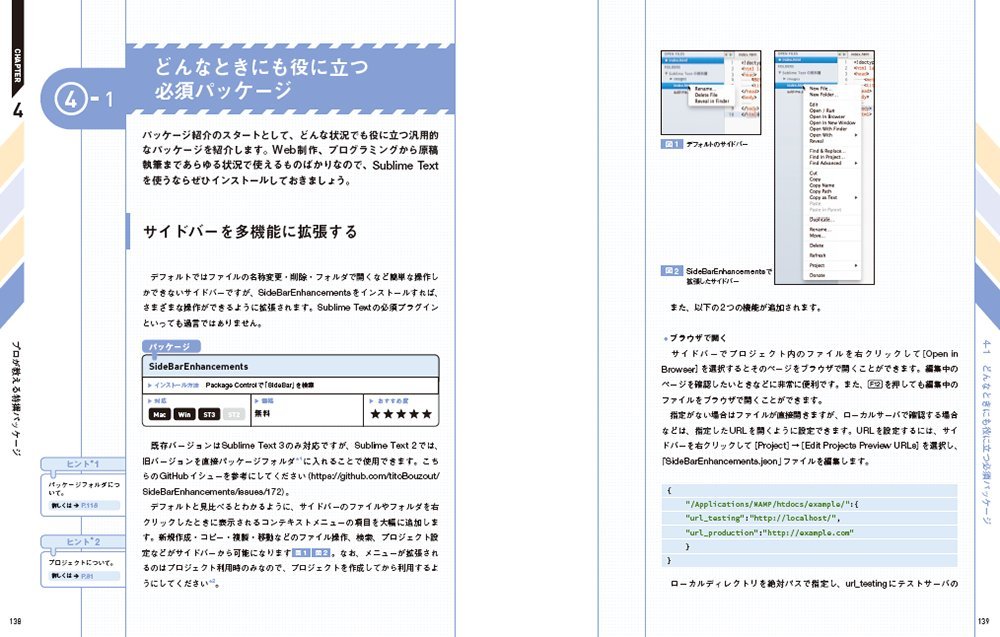 CHAPTER
4
④-1
どんなときにも役に立つ
必須パッケージ
パッケージ紹介のスタートとして、どんな状況でも役に立つ汎用的
なパッケージを紹介します。Web制作、プログラミングから原稿
執筆まであらゆる状況で使えるものばかりなので、Sublime Text
を使うならぜひインストールしておきましょう。
サイドバーを多機能に拡張する
デフォルトではファイルの名称変更・削除・フォルダで開くなど簡単な操作し
かできないサイドバーですが、SideBarEnhancementsをインストールすれば、
さまざまな操作ができるように拡張されます。Sublime Textの必須プラグイン
といっても過言ではありません。
パッケージ
SideBarEnhancements
▶インストール方法 Package Controlで「SideBar」を検索
▶対応
Mac Win ST3 ST2
▶価格
無料
▶おすすめ度
★★★★★
既存バージョンはSublime Text 3のみ対応ですが、Sublime Text 2では、
旧バージョンを直接パッケージフォルダ*1に入れることで使用できます。こち
らのGitHubイシューを参考にしてください(https://github.com/titoBouzout/
SideBarEnhancements/issues/172)。
デフォルトと見比べるとわかるように、サイドバーのファイルやフォルダを右
クリックしたときに表示されるコンテキストメニューの項目を大幅に追加しま
す。新規作成・コピー・複製・移動などのファイル操作、検索、プロジェクト設
定などがサイドバーから可能になります 図1 図2 。なお、メニューが拡張され
るのはプロジェクト利用時のみなので、プロジェクトを作成してから利用するよ
うにしてください*2。
プロが教える特撰パッケージ
ヒント*1
パッケージフォルダにつ
いて。
詳しくは➔P.118
ヒント*2
プロジェクトについて。
詳しくは➔P.81
138
OPEN FILES
index.html
FOLDERS
Rename...
Delete File
Reveal in Finder
図1 デフォルトのサイドバー
OPEN FILES
index.html
FOLDERS
New File...
New Folder...
Edit
Open / Run
Open In Browser
Open In New Window
Open With Finder
Open With
Reveal
Find & Replace...
Find in Project...
Find Advanced
Cut
Copy
Copy Name
Copy Path
Copy as Text
Paste
Paste in Parent
Duplicate...
Rename...
Move...
Delete
Refresh
Project
Donate
図2 SideBarEnhancementsで
拡張したサイドバー
また、以下の2つの機能が追加されます。
●ブラウザで開く
サイドバーでプロジェクト内のファイルを右クリックして[Open in
Browser]を選択するとそのページをブラウザで開くことができます。編集中の
ページを確認したいときなどに非常に便利です。また、F12を押しても編集中の
ファイルをブラウザで開くことができます。
指定がない場合はファイルが直接開きますが、ローカルサーバで確認する場合
などは、指定したURLを開くように設定できます。URLを設定するには、サイ
ドバーを右クリックして[Project]→[Edit Projects Preview URLs]を選択し、
「SideBarEnhancements.json」ファイルを編集します。
{
"/Applications/MAMP/htdocs/example/":{
"url_testing":"http://localhost/",
"url_production":"http://example.com"
}
}
ローカルディレクトリを絶対パスで指定し、url_testingにテストサーバの
4-1 どんなときにも役に立つ必須パッケージ
139